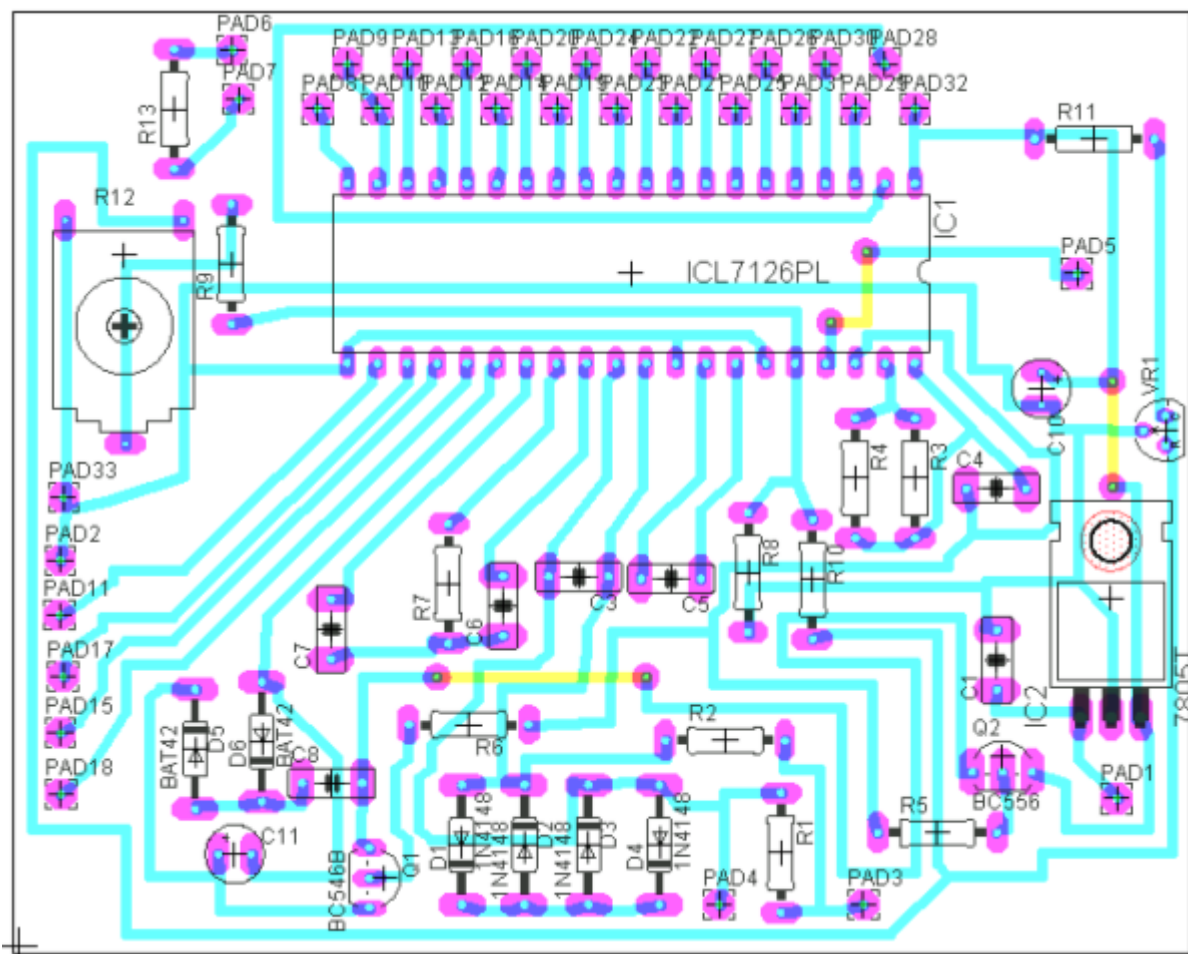 PAD6
PAD9 PAD13 PAD16 PAD20 PAD24 PAD22 PAD27 PAD26 PAD30 PAD28
PAD7
PAD8 PAD10 PAD12 PAD14 PAD19 PAD23 PAD25 PAD29 PAD32
R13
R11
R12
IC1
PAD5
ICL7126PL
R9
VR1
C10
PAD33
R4
R3
C4
PAD2
R8
R10
PAD11
R7
C6
C3
C5
PAD17
C7
C1
IC2
7805T
PAD15
R6
R2
Q2
D5
BAT42
D6
BAT42
C8
PAD18
PAD1
BC556
R5
C11
D1
1N4148
D2
1N4148
D3
1N4148
D4
1N4148
R1
BC546B
Q1
PAD4
PAD3